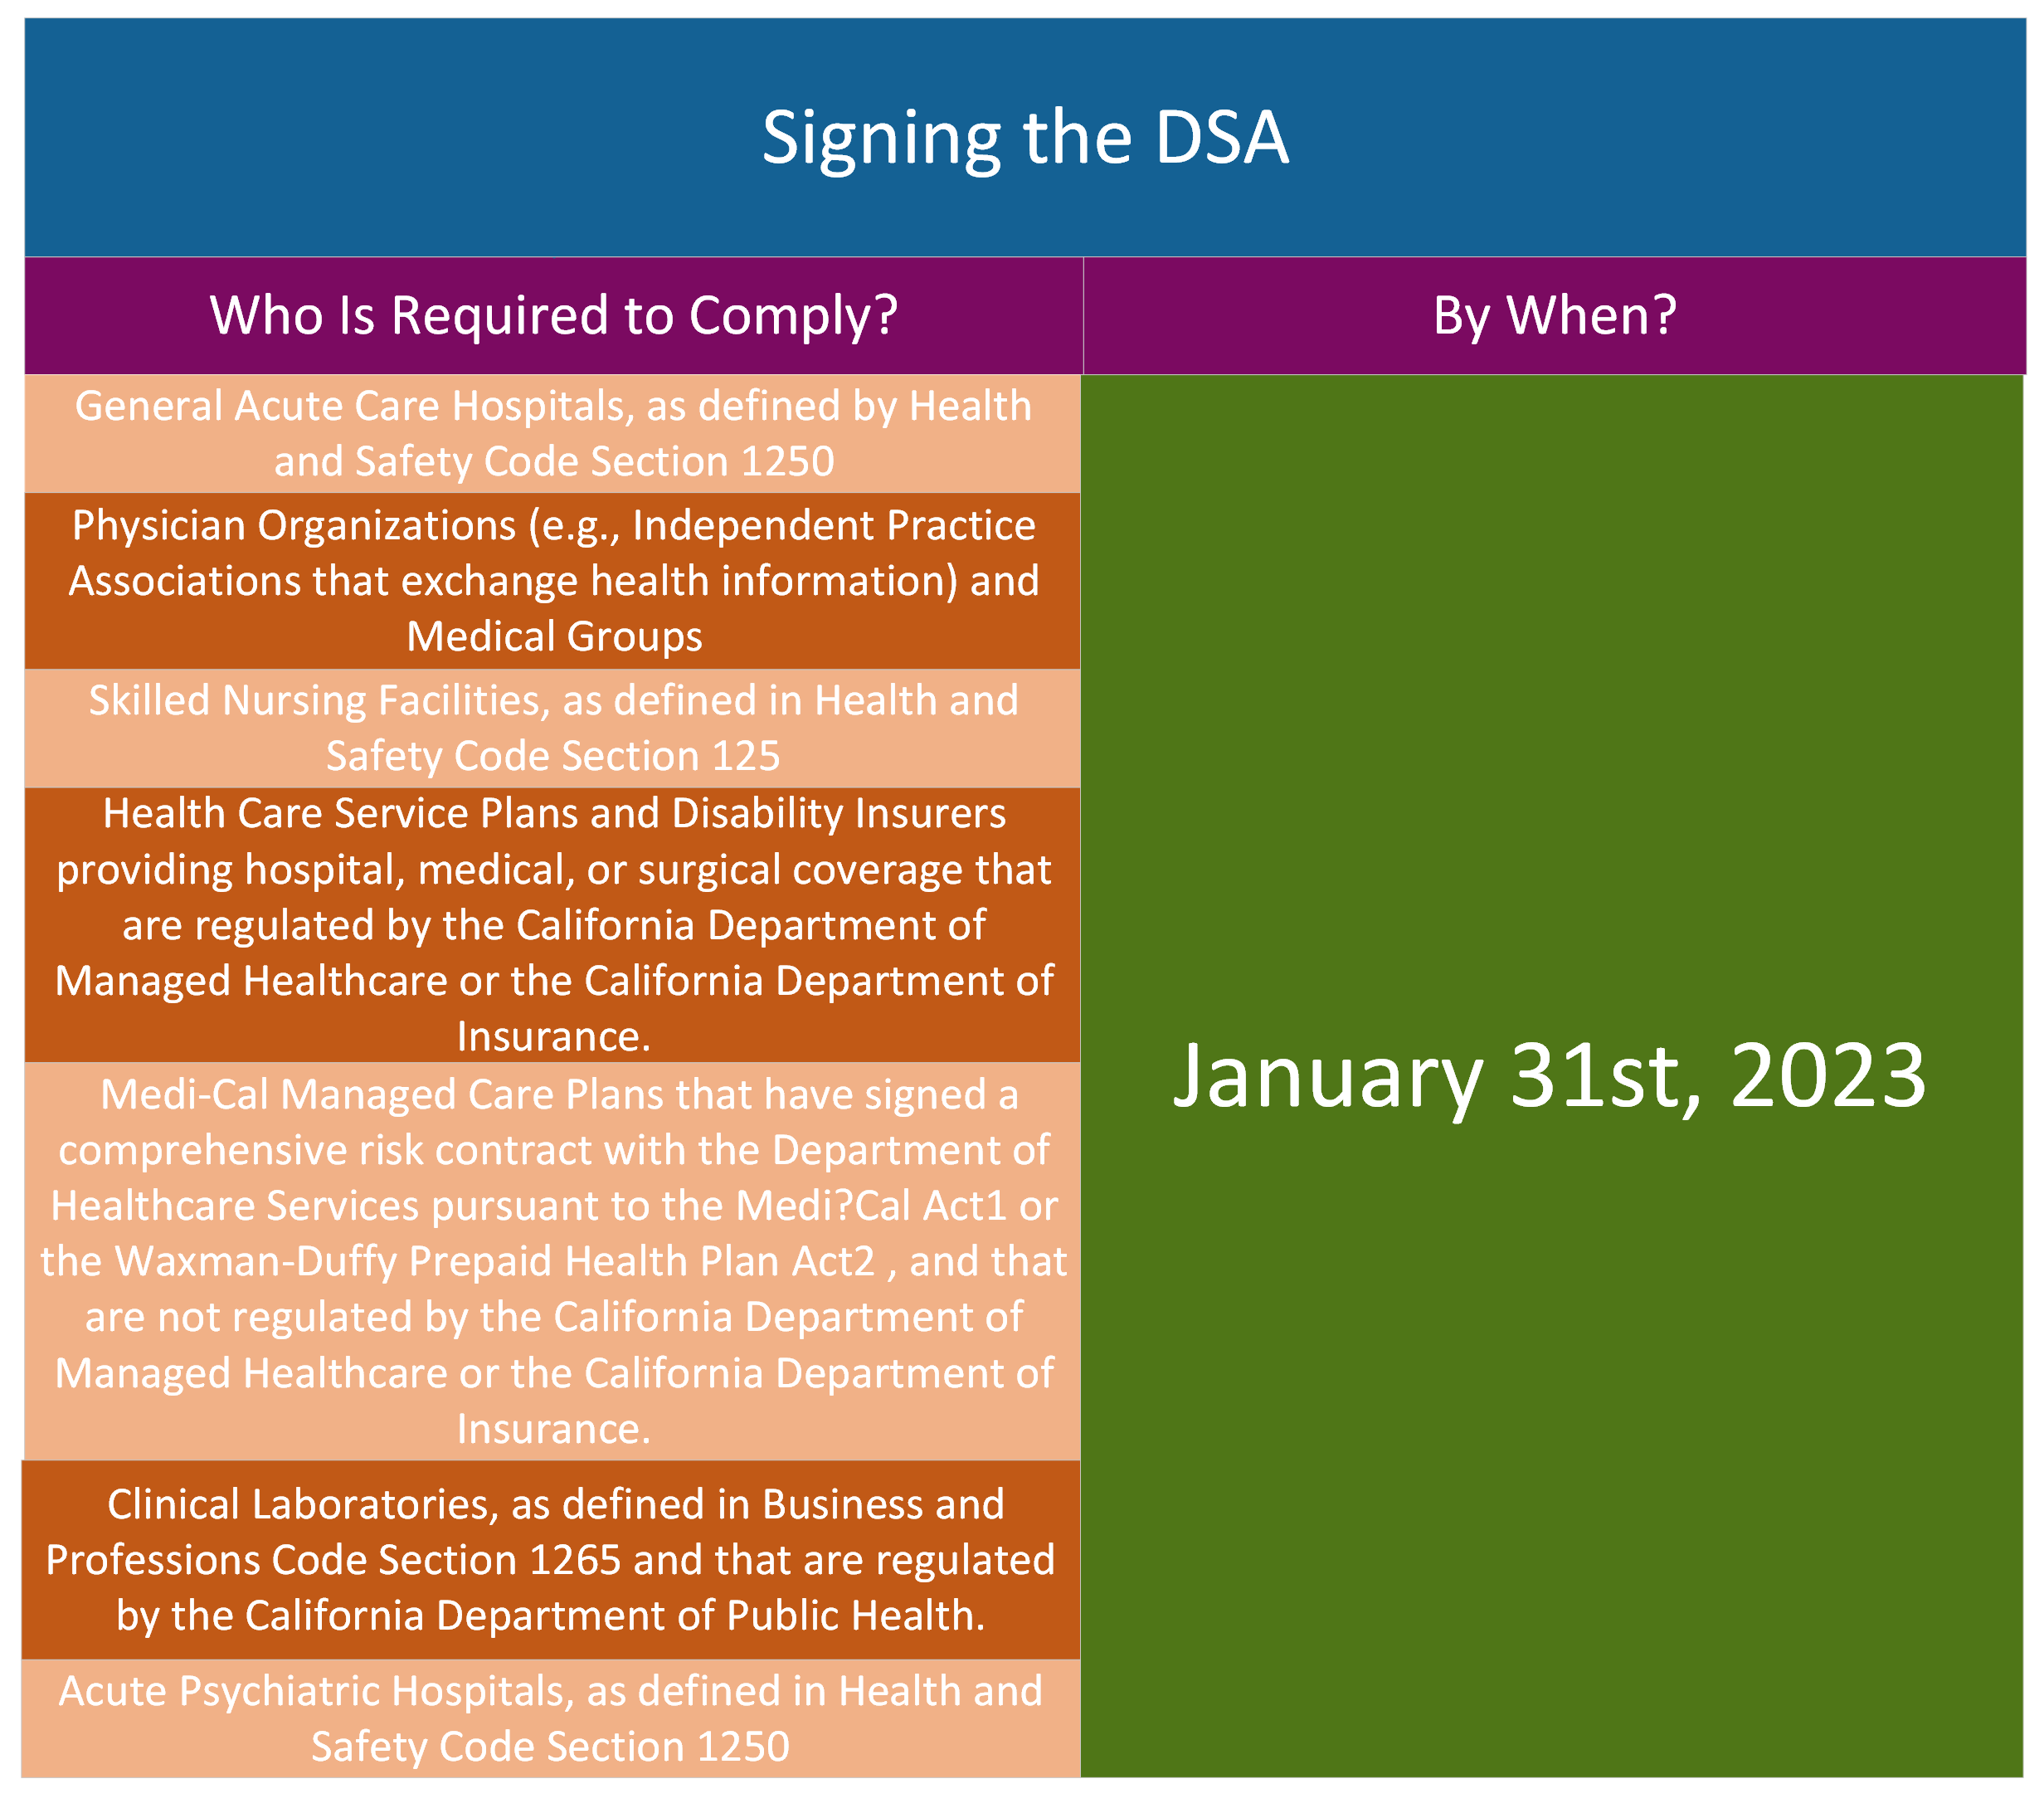 Signing the DSA
Who Is Required to Comply?
By When?
General Acute Care Hospitals, as defined by Health
and Safety Code Section 1250
Physician Organizations (e.g., Independent Practice
Associations that exchange health information) and
Medical Groups
Skilled Nursing Facilities, as defined in Health and
Safety Code Section 125
Health Care Service Plans and Disability Insurers
providing hospital, medical, or surgical coverage that
are regulated by the California Department of
Managed Healthcare or the California Department of
Insurance.
Medi-Cal Managed Care Plans that have signed a
comprehensive risk contract with the Department of
Healthcare Services pursuant to the Medi?Cal Act1 or
the Waxman-Duffy Prepaid Health Plan Act2 , and that
are not regulated by the California Department of
Managed Healthcare or the California Department of
Insurance.
Clinical Laboratories, as defined in Business and
Professions Code Section 1265 and that are regulated
by the California Department of Public Health.
Acute Psychiatric Hospitals, as defined in Health and
Safety Code Section 1250
January 31st, 2023